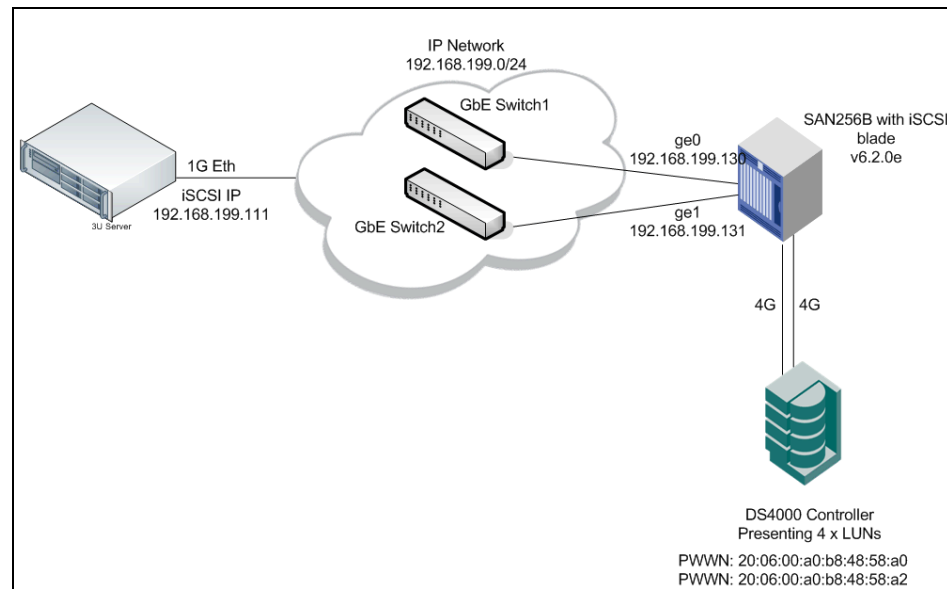 IP Network
192.168.199.0/24
GbE Switch1
GbE Switch2
1G Eth
iSCSI IP
192.168.199.111
3U Server
ge0
192.168.199.130
ge1
192.168.199.131
SAN256B with iSCSI
blade
v6.2.0e
4G
4G
DS4000 Controller
Presenting 4 x LUNs
PWWN: 20:06:00:a0:b8:48:58:a0
PWWN: 20:06:00:a0:b8:48:58:a2